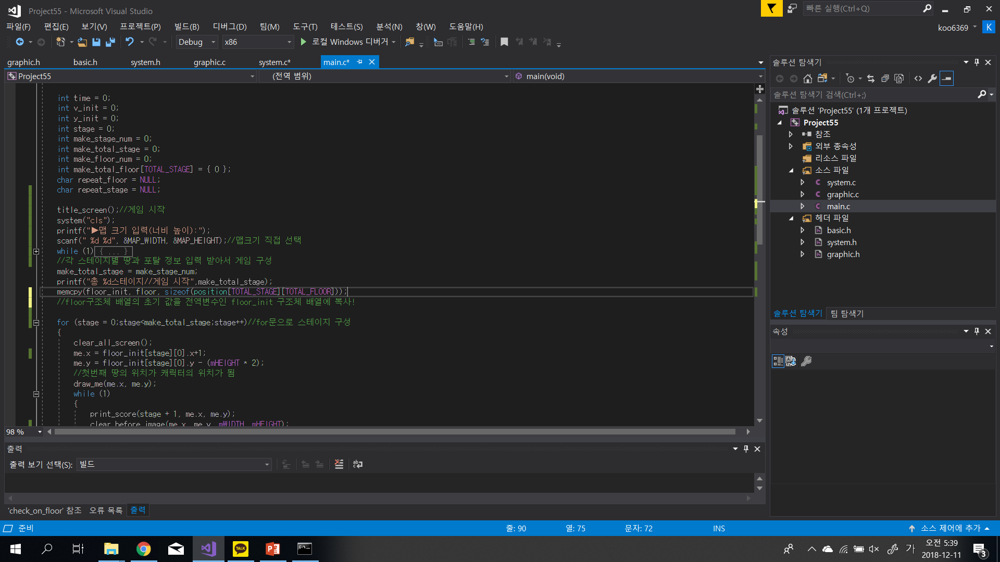 Project55 - Microsoft Visual Studio
빠른 실행(Ctrl+Q)
파일(F) 편집(E) 보기(V) 프로젝트(P) 빌드(B) 디버그(D) 팀(M) 도구(T) 테스트(S) 분석(N) 창(W) 도움말(H)
koo6369 K
Debug x86 로컬 Windows 디버거
graphic.h basic.h system.h graphic.c system.c* main.c*
Project55 (전역 범위) main(void)
int time = 0;
int v_init = 0;
int y_init = 0;
int stage = 0;
int make_stage_num = 0;
int make_total_stage = 0;
int make_floor_num = 0;
int make_total_floor[TOTAL_STAGE] = { 0 };
char repeat_floor = NULL;
char repeat_stage = NULL;
title_screen();//게임 시작
system("cls");
printf("▶맵 크기 입력(너비 높이):");
scanf(" %d %d", &MAP_WIDTH, &MAP_HEIGHT);//맵크기 직접 선택
while (1){ ... }
//각 스테이지별 땅과 포탈 정보 입력 받아서 게임 구성
make_total_stage = make_stage_num;
printf("총 %d스테이지//게임 시작",make_total_stage);
memcpy(floor_init, floor, sizeof(position[TOTAL_STAGE][TOTAL_FLOOR]));
//floor구조체 배열의 초기 값을 전역변수인 floor_init 구조체 배열에 복사!
for (stage = 0;stage<make_total_stage;stage++)//for문으로 스테이지 구성
{
clear_all_screen();
me.x = floor_init[stage][0].x+1;
me.y = floor_init[stage][0].y - (mHEIGHT * 2);
//첫번째 땅의 위치가 캐릭터의 위치가 됨
draw_me(me.x, me.y);
while (1)
{
print_score(stage + 1, me.x, me.y);
clear_before_image(me.x, me.y, mWIDTH, mHEIGHT);
98 %
출력
출력 보기 선택(S): 빌드
'check_on_floor' 참조 오류 목록 출력
솔루션 탐색기
솔루션 탐색기 검색(Ctrl+;)
솔루션 'Project55' (1개 프로젝트)
Project55
참조
외부 종속성
리소스 파일
소스 파일
system.c
graphic.c
main.c
헤더 파일
basic.h
system.h
graphic.h
솔루션 탐색기 팀 탐색기
속성
준비 줄: 90 열: 75 문자: 72 INS 소스 제어에 추가
TALK
가
오전 5:39
2018-12-11
3